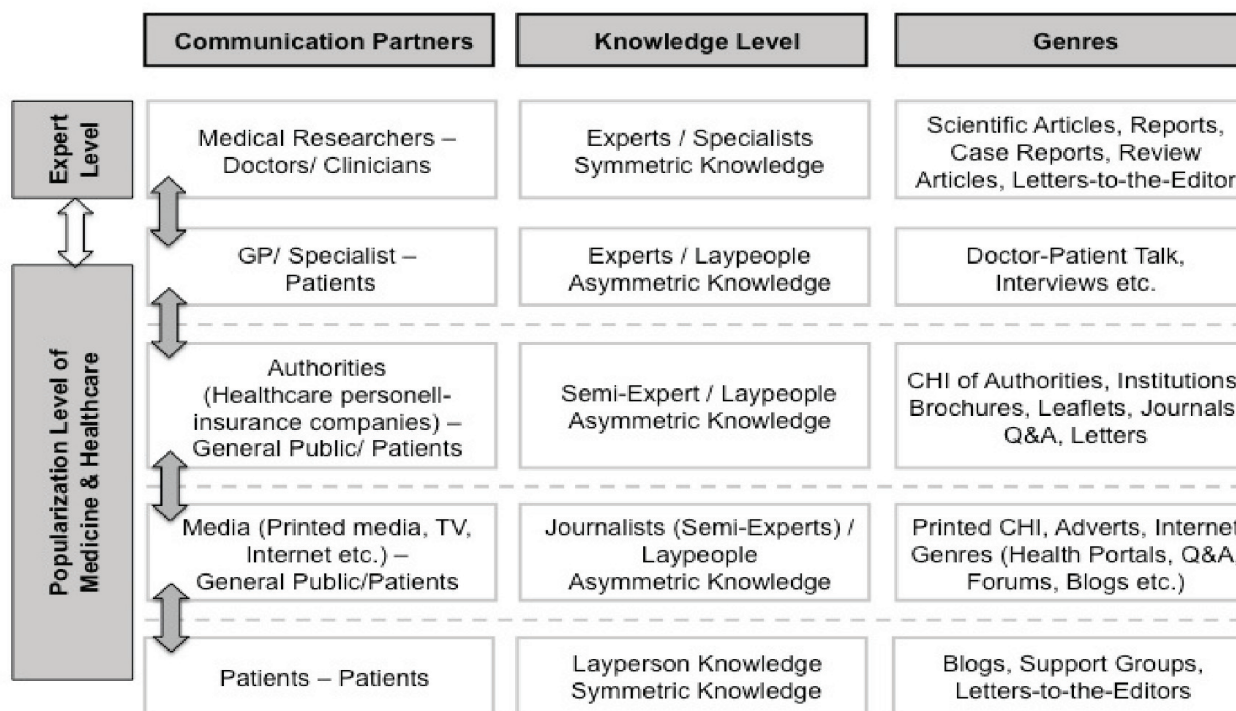 Communication Partners
Knowledge Level
Genres
Expert
Level
Medical Researchers –
Doctors/ Clinicians
Experts / Specialists
Symmetric Knowledge
Scientific Articles, Reports,
Case Reports, Review
Articles, Letters-to-the-Editor
Popularization Level of
Medicine & Healthcare
GP/ Specialist –
Patients
Experts / Laypeople
Asymmetric Knowledge
Doctor-Patient Talk,
Interviews etc.
Authorities
(Healthcare personell-
insurance companies) –
General Public/ Patients
Semi-Expert / Laypeople
Asymmetric Knowledge
CHI of Authorities, Institutions
Brochures, Leaflets, Journals
Q&A, Letters
Media (Printed media, TV,
Internet etc.) –
General Public/Patients
Journalists (Semi-Experts) /
Laypeople
Asymmetric Knowledge
Printed CHI, Adverts, Internet
Genres (Health Portals, Q&A,
Forums, Blogs etc.)
Patients – Patients
Layperson Knowledge
Symmetric Knowledge
Blogs, Support Groups,
Letters-to-the-Editors